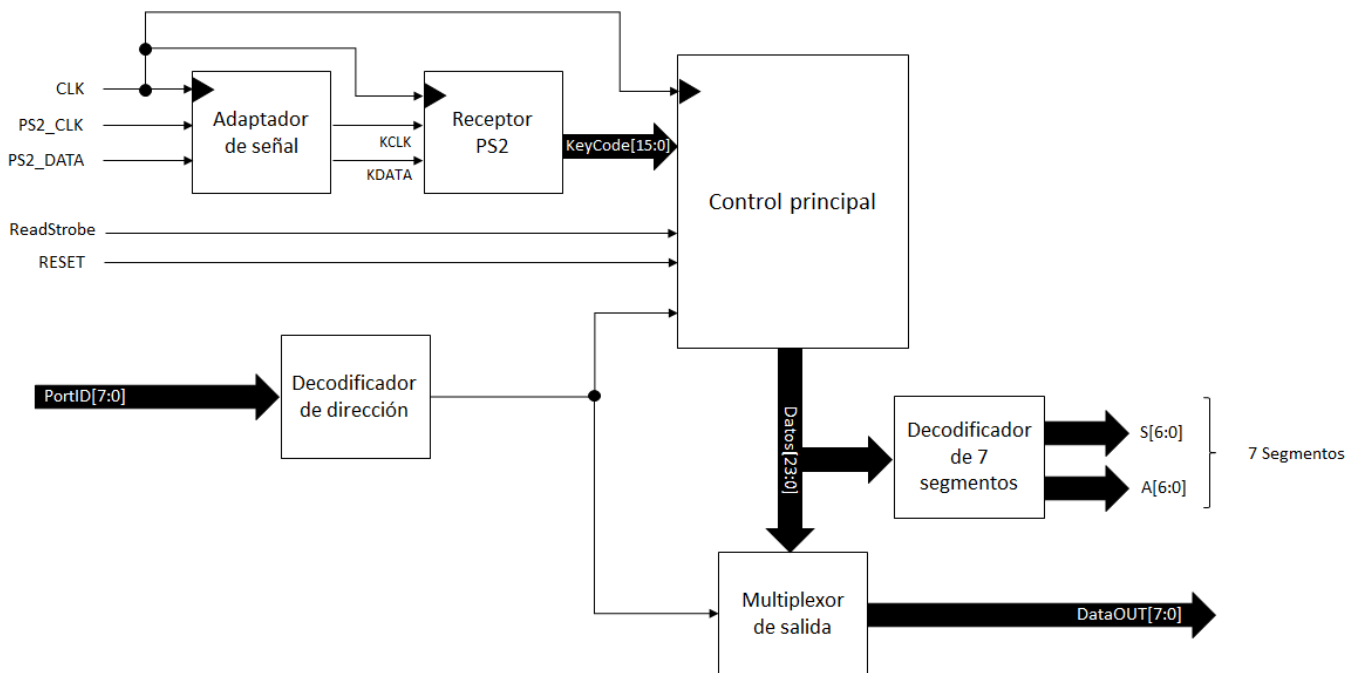 CLK
PS2_CLK
PS2_DATA
Adaptador
de señal
KCLK
KDATA
Receptor
PS2
KeyCode[15:0]
Control principal
ReadStrobe
RESET
PortID[7:0]
Decodificador
de dirección
Datos[23:0]
Decodificador
de 7
segmentos
S[6:0]
A[6:0]
7 Segmentos
Multiplexor
de salida
DataOUT[7:0]